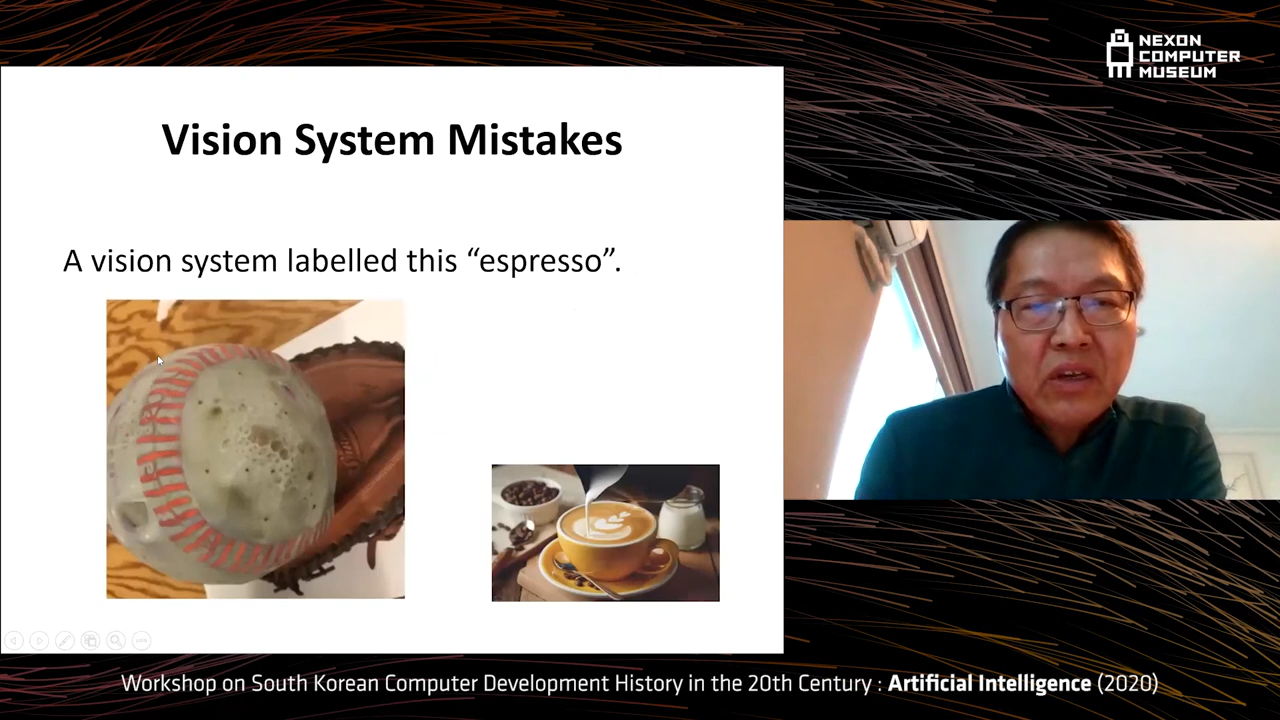 NEXON
COMPUTER
MUSEUM
Vision System Mistakes
A vision system labelled this “espresso”.
Workshop on South Korean Computer Development History in the 20th Century : Artificial Intelligence (2020)